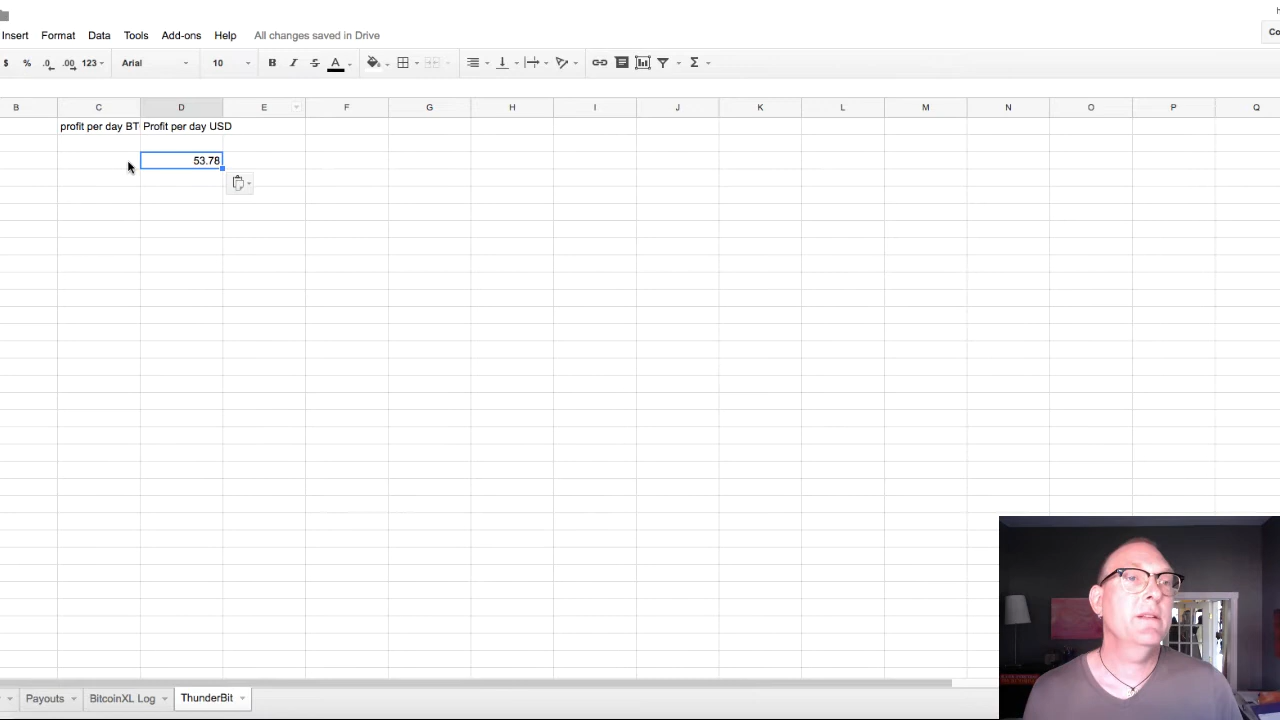 Insert Format Data Tools Add-ons Help All changes saved in Drive
$ % .0 .00 123 Arial 10 B I S A Σ
B C D E F G H I J K L M N O P Q
profit per day BT Profit per day USD
53.78
Payouts BitcoinXL Log ThunderBit